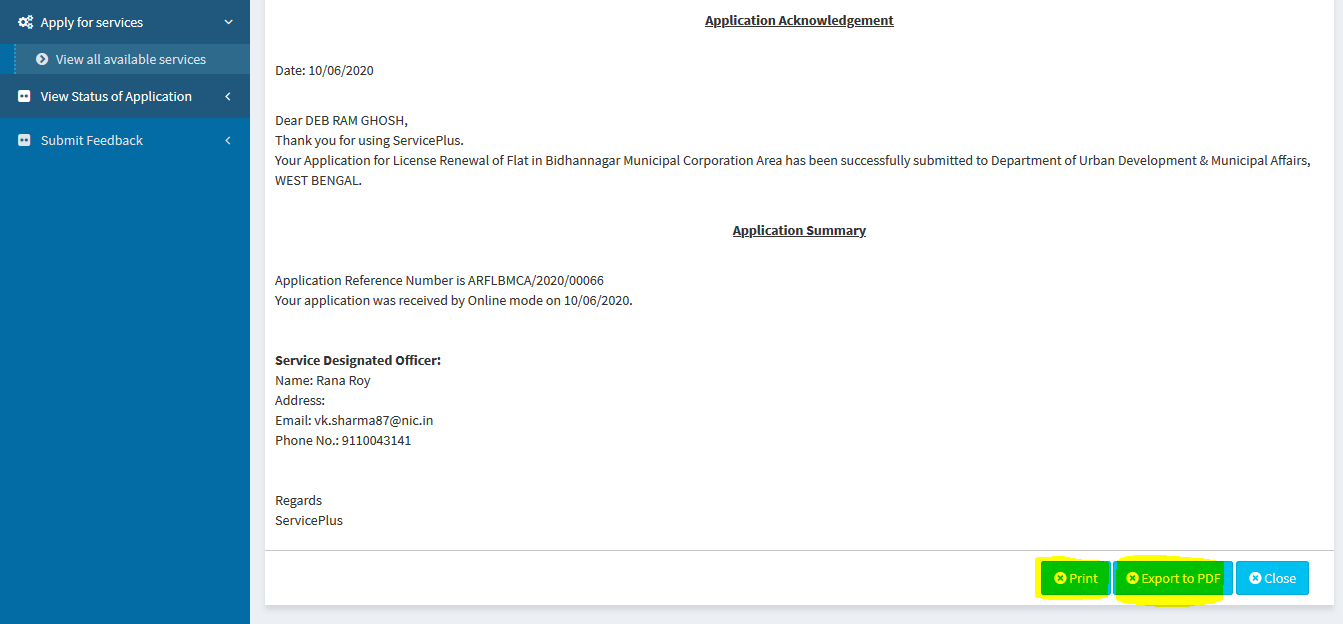 Apply for services
View all available services
View Status of Application
Submit Feedback
Application Acknowledgement
Date: 10/06/2020
Dear DEB RAM GHOSH,
Thank you for using ServicePlus.
Your Application for License Renewal of Flat in Bidhannagar Municipal Corporation Area has been successfully submitted to Department of Urban Development & Municipal Affairs,
WEST BENGAL.
Application Summary
Application Reference Number is ARFLBMCA/2020/00066
Your application was received by Online mode on 10/06/2020.
Service Designated Officer:
Name: Rana Roy
Address:
Email: vk.sharma87@nic.in
Phone No.: 9110043141
Regards
ServicePlus
Print Export to PDF Close